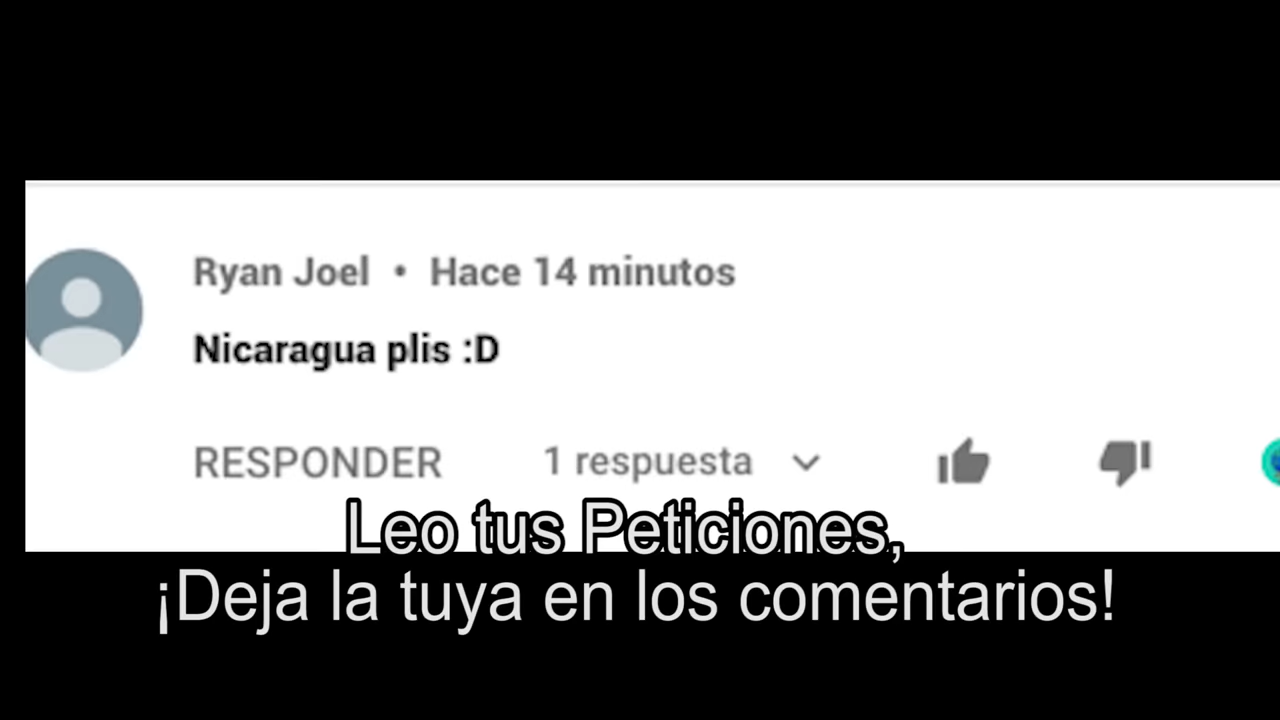 Ryan Joel • Hace 14 minutos
Nicaragua plis :D
RESPONDER 1 respuesta
Leo tus Peticiones,
¡Deja la tuya en los comentarios!